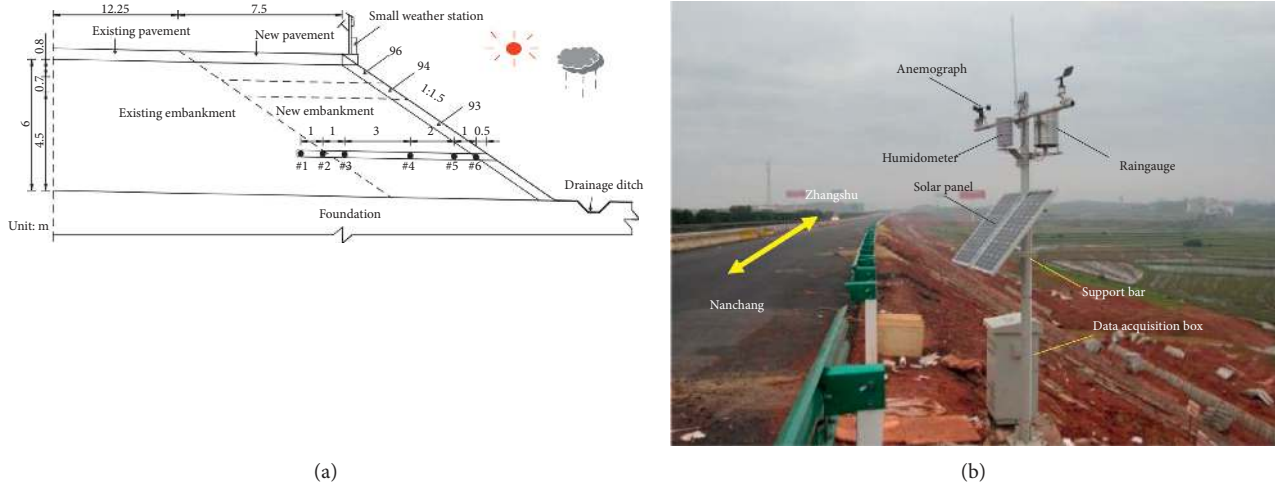 12.25
7.5
Small weather station
Existing pavement
New pavement
0.8
96
94
0.7
1:1.5
93
Existing embankment
New embankment
6
4.5
1
1
3
2
1
0.5
#1
#2
#3
#4
#5
#6
Drainage ditch
Foundation
Unit: m
(a)
Anemograph
Humidometer
Raingauge
Solar panel
Zhangshu
Nanchang
Support bar
Data acquisition box
(b)